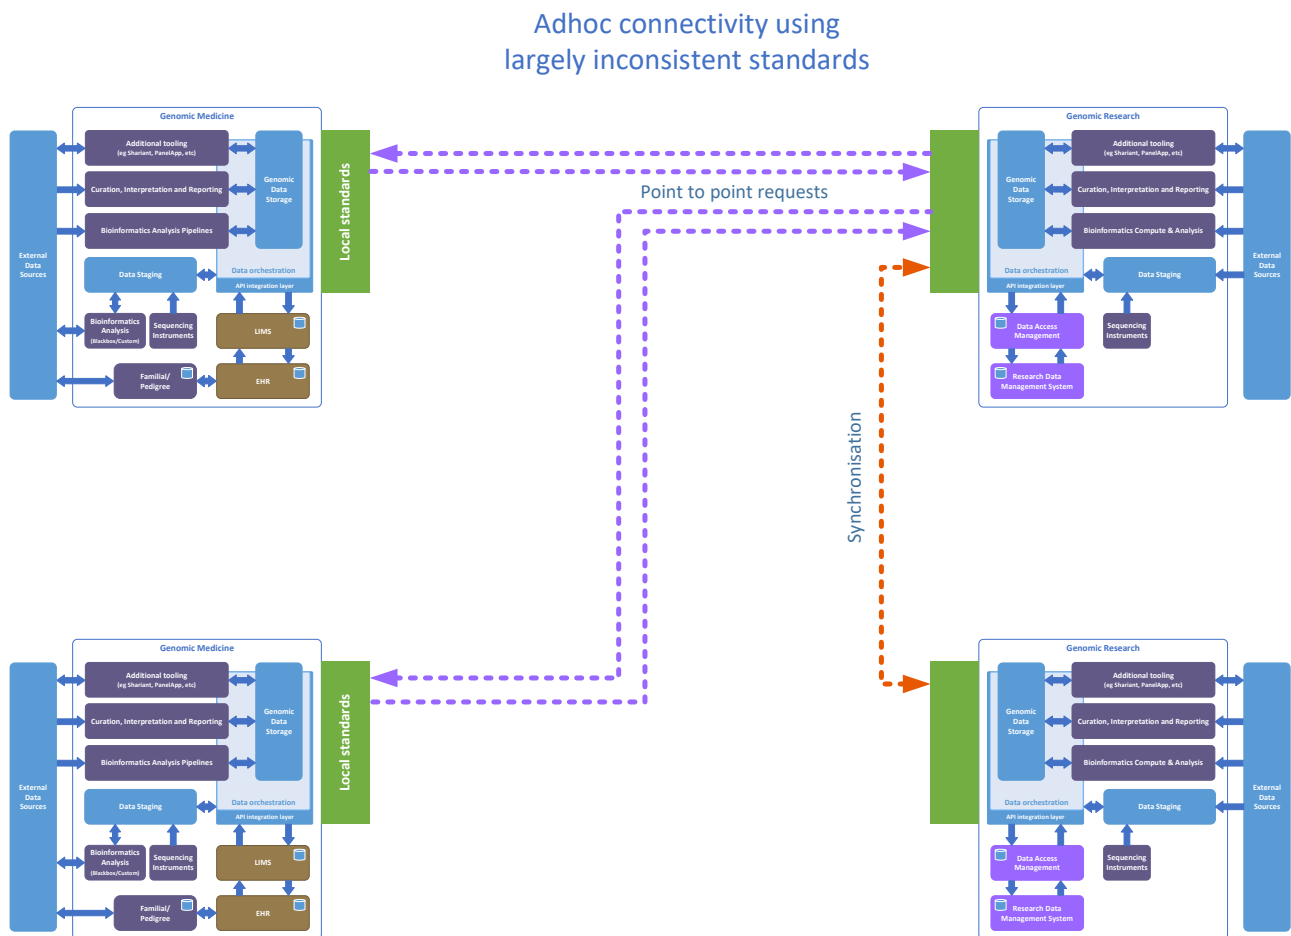 Adhoc connectivity using
largely inconsistent standards
Genomic Medicine
External
Data
Sources
Additional tooling
(eg Shariant, PanelApp, etc)
Curation, Interpretation and Reporting
Bioinformatics Analysis Pipelines
Genomic
Data
Storage
Data orchestration
API integration layer
Data Staging
Bioinformatics
Analysis
(Blackbox/Custom)
Sequencing
Instruments
LIMS
Familial/
Pedigree
EHR
Local standards
Point to point requests
Synchronisation
Genomic Research
Genomic
Data
Storage
Additional tooling
(eg Shariant, PanelApp, etc)
Curation, Interpretation and Reporting
Bioinformatics Compute & Analysis
Data orchestration
API integration layer
Data Staging
Data Access
Management
Sequencing
Instruments
Research Data
Management System
External
Data
Sources
Genomic Medicine
External
Data
Sources
Additional tooling
(eg Shariant, PanelApp, etc)
Curation, Interpretation and Reporting
Bioinformatics Analysis Pipelines
Genomic
Data
Storage
Data orchestration
API integration layer
Data Staging
Bioinformatics
Analysis
(Blackbox/Custom)
Sequencing
Instruments
LIMS
Familial/
Pedigree
EHR
Local standards
Genomic Research
Genomic
Data
Storage
Additional tooling
(eg Shariant, PanelApp, etc)
Curation, Interpretation and Reporting
Bioinformatics Compute & Analysis
Data orchestration
API integration layer
Data Staging
Data Access
Management
Sequencing
Instruments
Research Data
Management System
External
Data
Sources